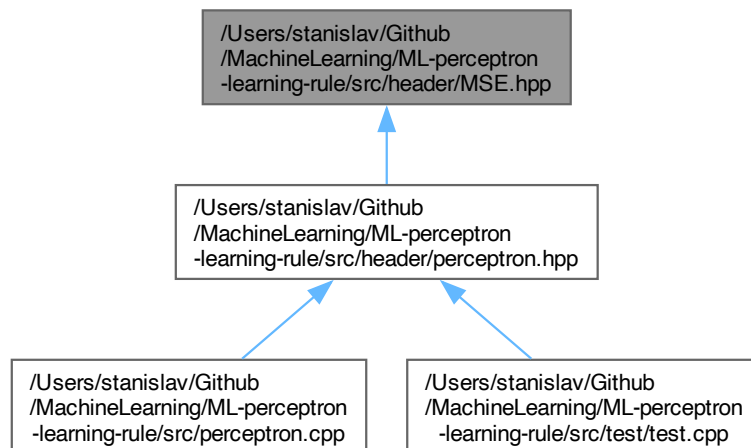 /Users/stanislav/Github
/MachineLearning/ML-perceptron
-learning-rule/src/header/MSE.hpp
/Users/stanislav/Github
/MachineLearning/ML-perceptron
-learning-rule/src/header/perceptron.hpp
/Users/stanislav/Github
/MachineLearning/ML-perceptron
-learning-rule/src/perceptron.cpp
/Users/stanislav/Github
/MachineLearning/ML-perceptron
-learning-rule/src/test/test.cpp